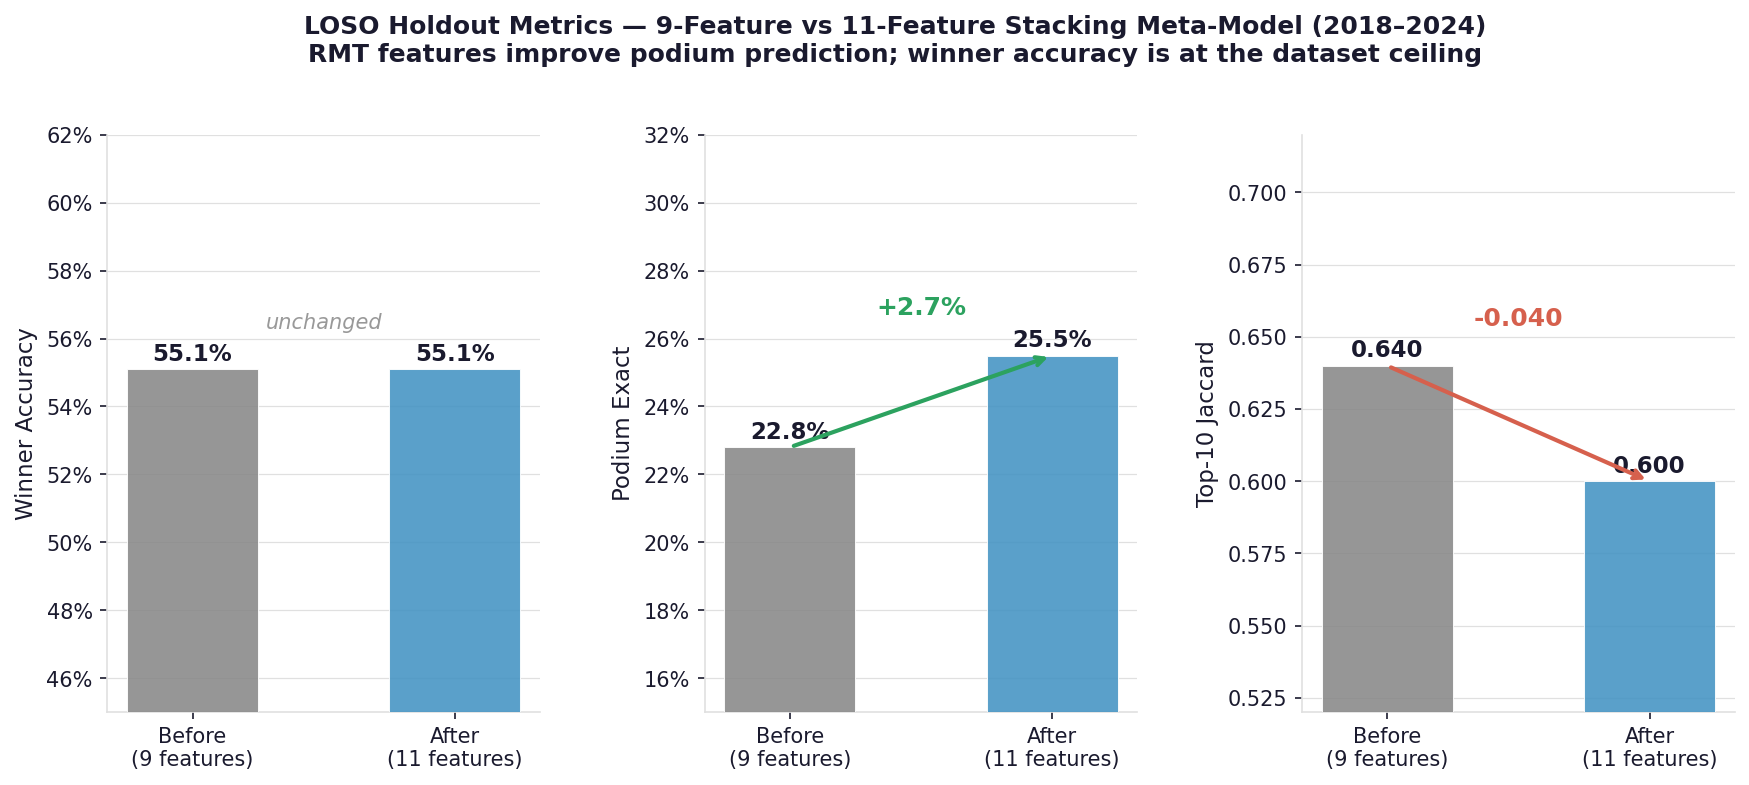 LOSO Holdout Metrics — 9-Feature vs 11-Feature Stacking Meta-Model (2018–2024)
RMT features improve podium prediction; winner accuracy is at the dataset ceiling
Winner Accuracy
62%
60%
58%
56%
54%
52%
50%
48%
46%
unchanged
55.1%
55.1%
Before
(9 features)
After
(11 features)
Podium Exact
32%
30%
28%
26%
24%
22%
20%
18%
16%
+2.7%
22.8%
25.5%
Before
(9 features)
After
(11 features)
Top-10 Jaccard
0.700
0.675
0.650
0.625
0.600
0.575
0.550
0.525
-0.040
0.640
0.600
Before
(9 features)
After
(11 features)